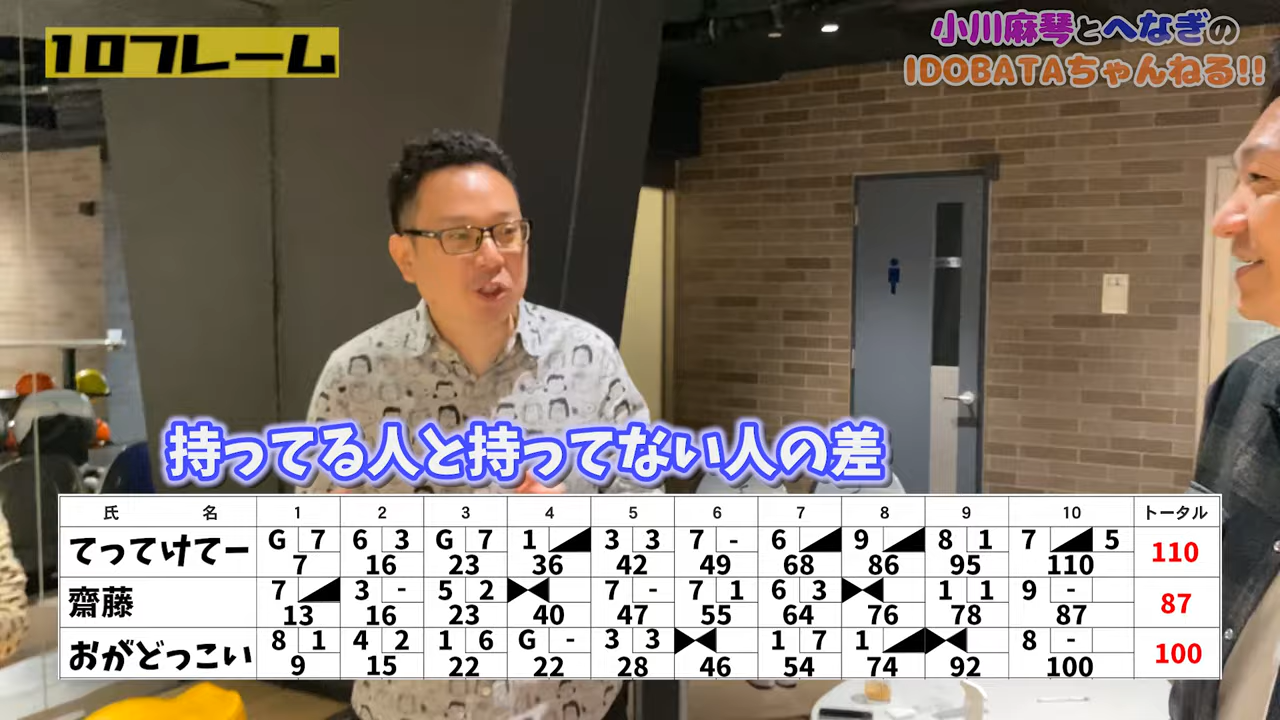 10フレーム
小川麻琴とへなぎの
IDOBATAちゃんねる!!
持ってる人と持ってない人の差
氏 名 1 2 3 4 5 6 7 8 9 10 トータル
てってけてー G 7 6 3 G 7 1 ◢ 3 3 7 - 6 ◢ 9 ◢ 8 1 7 ◢ 5
7 16 23 36 42 49 68 86 95 110 110
齋藤 7 ◢ 3 - 5 2 ▶◀ 7 - 7 1 6 3 ▶◀ 1 1 9 -
13 16 23 40 47 55 64 76 78 87 87
おがどっこい 8 1 4 2 1 6 G - 3 3 ▶◀ 1 7 1 ◢ ▶◀ 8 -
9 15 22 22 28 46 54 74 92 100 100